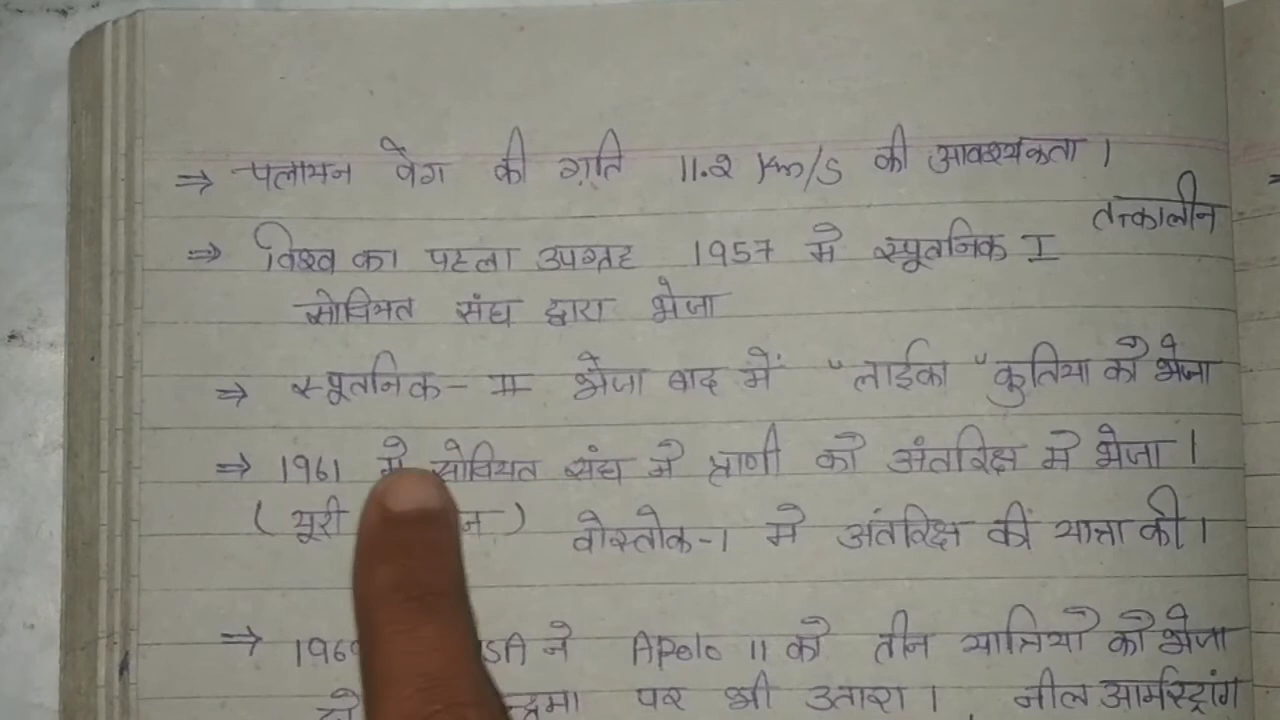 ⇒ पलायन वेग की गति 11.2 Km/S की आवश्यकता ।
⇒ विश्व का पहला उपग्रह 1957 मे स्पूतनिक I तत्कालीन
सोवियत संघ द्वारा भेजा
⇒ स्पूतनिक - II भेजा बाद में "लाईका" कुतिया को भेजा
⇒ 1961 मे सोवियत संघ ने प्राणी को अंतरिक्ष मे भेजा ।
( यूरी ) वोस्तोक-1 मे अंतरिक्ष की यात्रा की ।
⇒ ने APolo 11 को तीन यात्रियो को भेजा
पर भी उतारा । नील आर्मस्ट्रांग